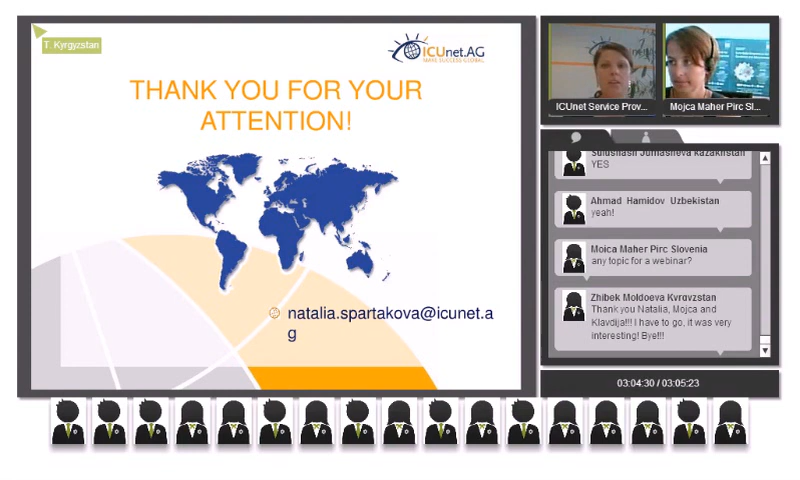 T. Kyrgyzstan
ICUnet.AG
MAKE SUCCESS GLOBAL.
THANK YOU FOR YOUR
ATTENTION!
natalia.spartakova@icunet.a
g
ICUnet Service Prov...
Mojca Maher Pirc Sl...
YES
Ahmad Hamidov Uzbekistan
yeah!
Mojca Maher Pirc Slovenia
any topic for a webinar?
Zhibek Moldoeva Kyrgyzstan
Thank you Natalia, Mojca and
Klavdija!!! I have to go, it was very
interesting! Bye!!!
03:04:30 / 03:05:23